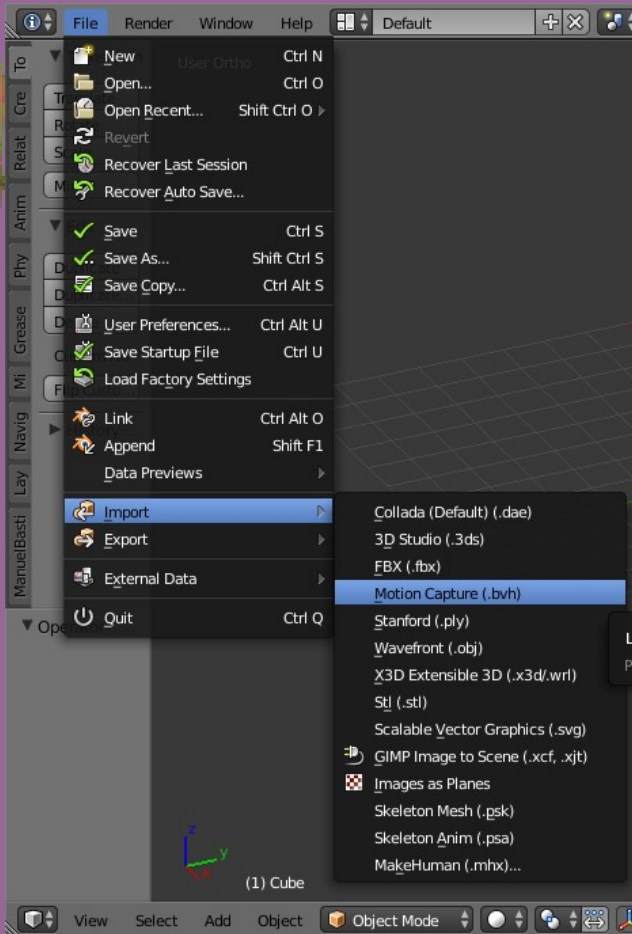 File Render Window Help Default
User Ortho
New Ctrl N
Open... Ctrl O
Open Recent... Shift Ctrl O
Revert
Recover Last Session
Recover Auto Save...
Save Ctrl S
Save As... Shift Ctrl S
Save Copy... Ctrl Alt S
User Preferences... Ctrl Alt U
Save Startup File Ctrl U
Load Factory Settings
Link Ctrl Alt O
Append Shift F1
Data Previews
Import
Export
External Data
Quit Ctrl Q
Collada (Default) (.dae)
3D Studio (.3ds)
FBX (.fbx)
Motion Capture (.bvh)
Stanford (.ply)
Wavefront (.obj)
X3D Extensible 3D (.x3d/.wrl)
Stl (.stl)
Scalable Vector Graphics (.svg)
GIMP Image to Scene (.xcf, .xjt)
Images as Planes
Skeleton Mesh (.psk)
Skeleton Anim (.psa)
MakeHuman (.mhx)...
To
Cre
Relat
Anim
Phy
Grease
Mi
Navig
Lay
ManuelBasti
z
y
x
(1) Cube
View Select Add Object Object Mode